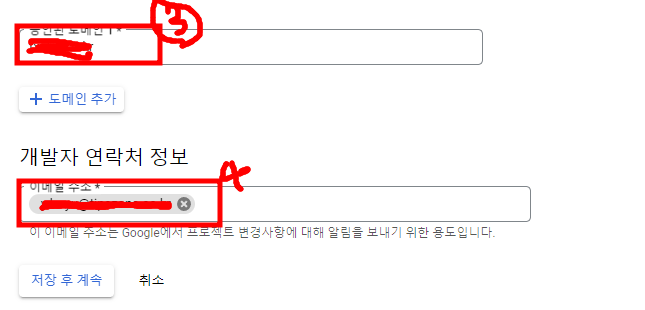 ③
승인된 도메인 1 *
+ 도메인 추가
개발자 연락처 정보
4
이메일 주소 *
이 이메일 주소는 Google에서 프로젝트 변경사항에 대해 알림을 보내기 위한 용도입니다.
저장 후 계속 취소